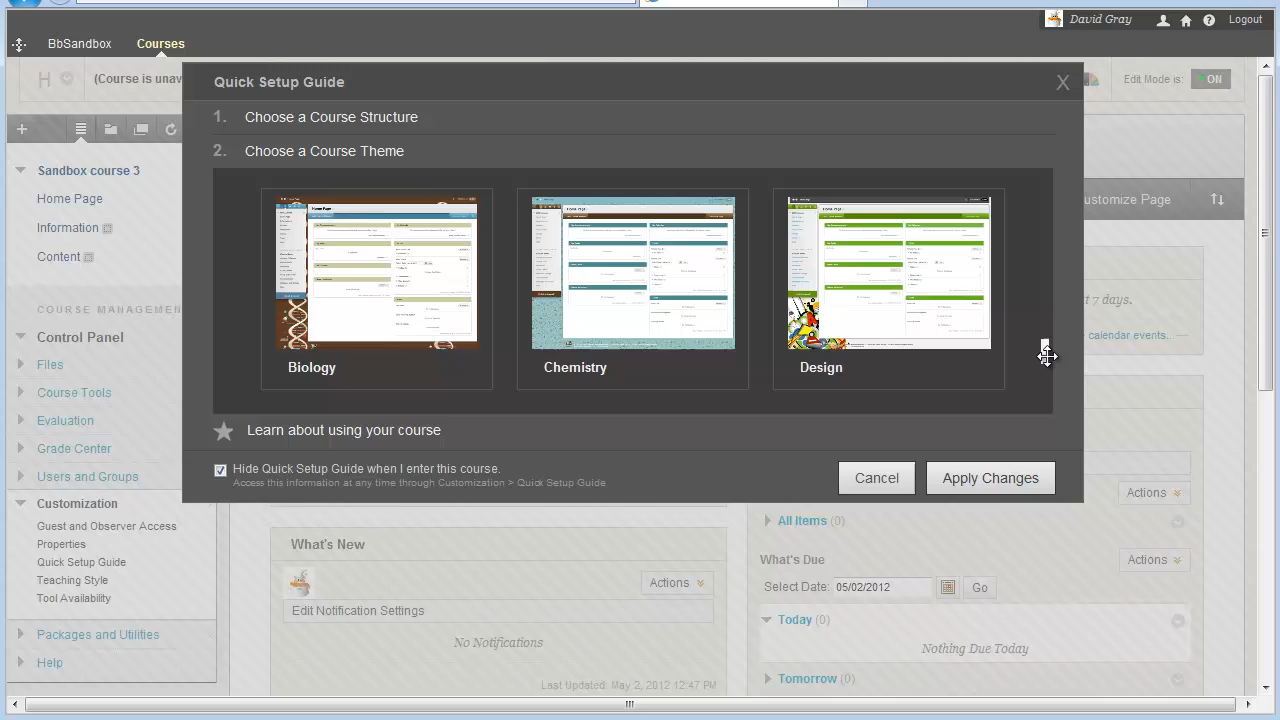 David Gray
Logout
BbSandbox
Courses
H
(Course is unav
Edit Mode is:
ON
Quick Setup Guide
X
1. Choose a Course Structure
2. Choose a Course Theme
Biology
Chemistry
Design
Learn about using your course
Hide Quick Setup Guide when I enter this course.
Access this information at any time through Customization > Quick Setup Guide
Cancel
Apply Changes
Sandbox course 3
Home Page
Information
Content
COURSE MANAGEMEN
Control Panel
Files
Course Tools
Evaluation
Grade Center
Users and Groups
Customization
Guest and Observer Access
Properties
Quick Setup Guide
Teaching Style
Tool Availability
Packages and Utilities
Help
ustomize Page
t 7 days.
calendar events...
Actions
All Items (0)
What's New
Actions
Edit Notification Settings
No Notifications
Last Updated: May 2, 2012 12:47 PM
What's Due
Actions
Select Date: 05/02/2012
Go
Today (0)
Nothing Due Today
Tomorrow (0)